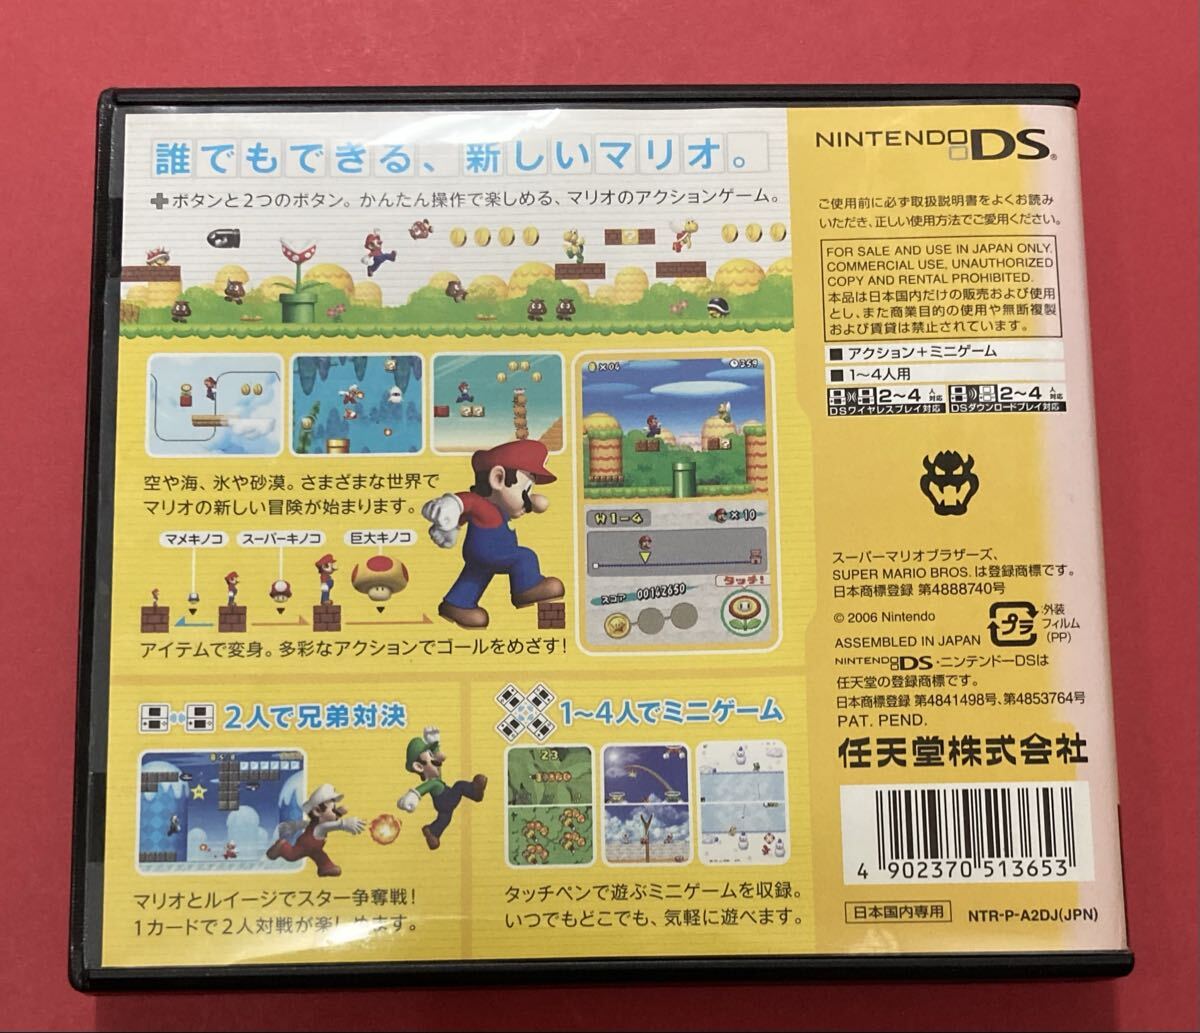 誰でもできる、新しいマリオ。
✚ボタンと2つのボタン。かんたん操作で楽しめる、マリオのアクションゲーム。
空や海、氷や砂漠。さまざまな世界で
マリオの新しい冒険が始まります。
マメキノコ
スーパーキノコ
巨大キノコ
アイテムで変身。多彩なアクションでゴールをめざす!
×04
259
W1-4
×10
タッチ!
スコア 00142650
2人で兄弟対決
マリオとルイージでスター争奪戦!
1カードで2人対戦が楽しめます。
1〜4人でミニゲーム
23
タッチペンで遊ぶミニゲームを収録。
いつでもどこでも、気軽に遊べます。
NINTENDO DS®
ご使用前に必ず取扱説明書をよくお読み
いただき、正しい使用方法でご愛用ください。
FOR SALE AND USE IN JAPAN ONLY.
COMMERCIAL USE, UNAUTHORIZED
COPY AND RENTAL PROHIBITED.
本品は日本国内だけの販売および使用
とし、また商業目的の使用や無断複製
および賃貸は禁止されています。
■ アクション+ミニゲーム
■ 1〜4人用
2〜4人対応
DSワイヤレスプレイ対応
2〜4人対応
DSダウンロードプレイ対応
スーパーマリオブラザーズ、
SUPER MARIO BROS. は登録商標です。
日本商標登録 第4888740号
© 2006 Nintendo
ASSEMBLED IN JAPAN
プラ
外装
フィルム
(PP)
NINTENDO DS・ニンテンドーDSは
任天堂の登録商標です。
日本商標登録 第4841498号、第4853764号
PAT. PEND.
任天堂株式会社
4 902370 513653
日本国内専用
NTR-P-A2DJ(JPN)